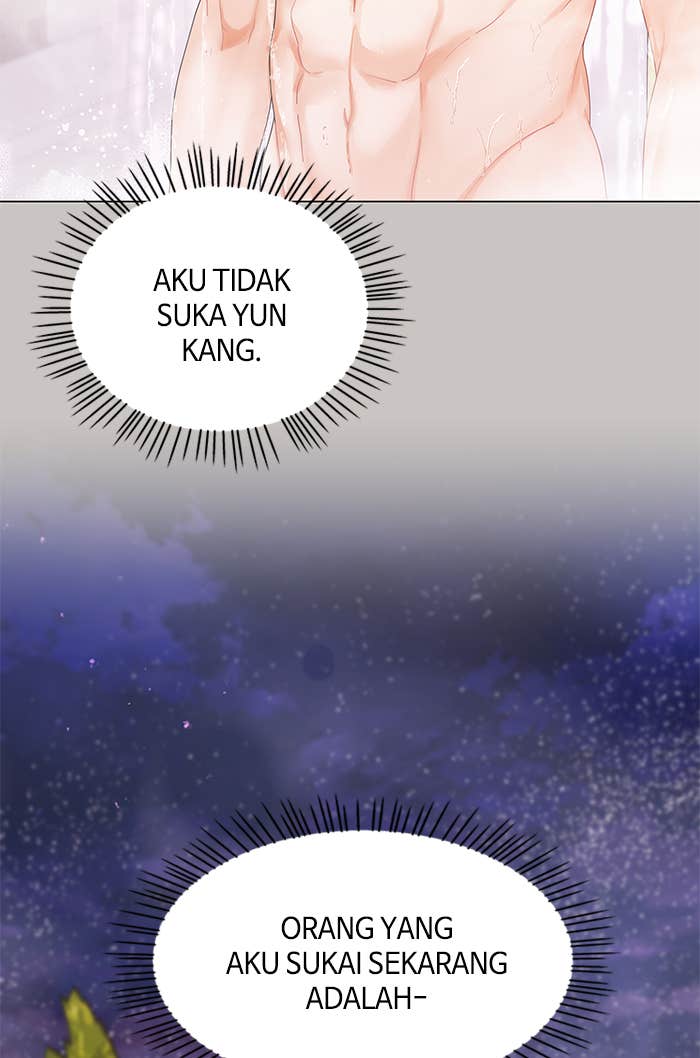 AKU TIDAK
SUKA YUN
KANG.
ORANG YANG
AKU SUKAI SEKARANG
ADALAH-